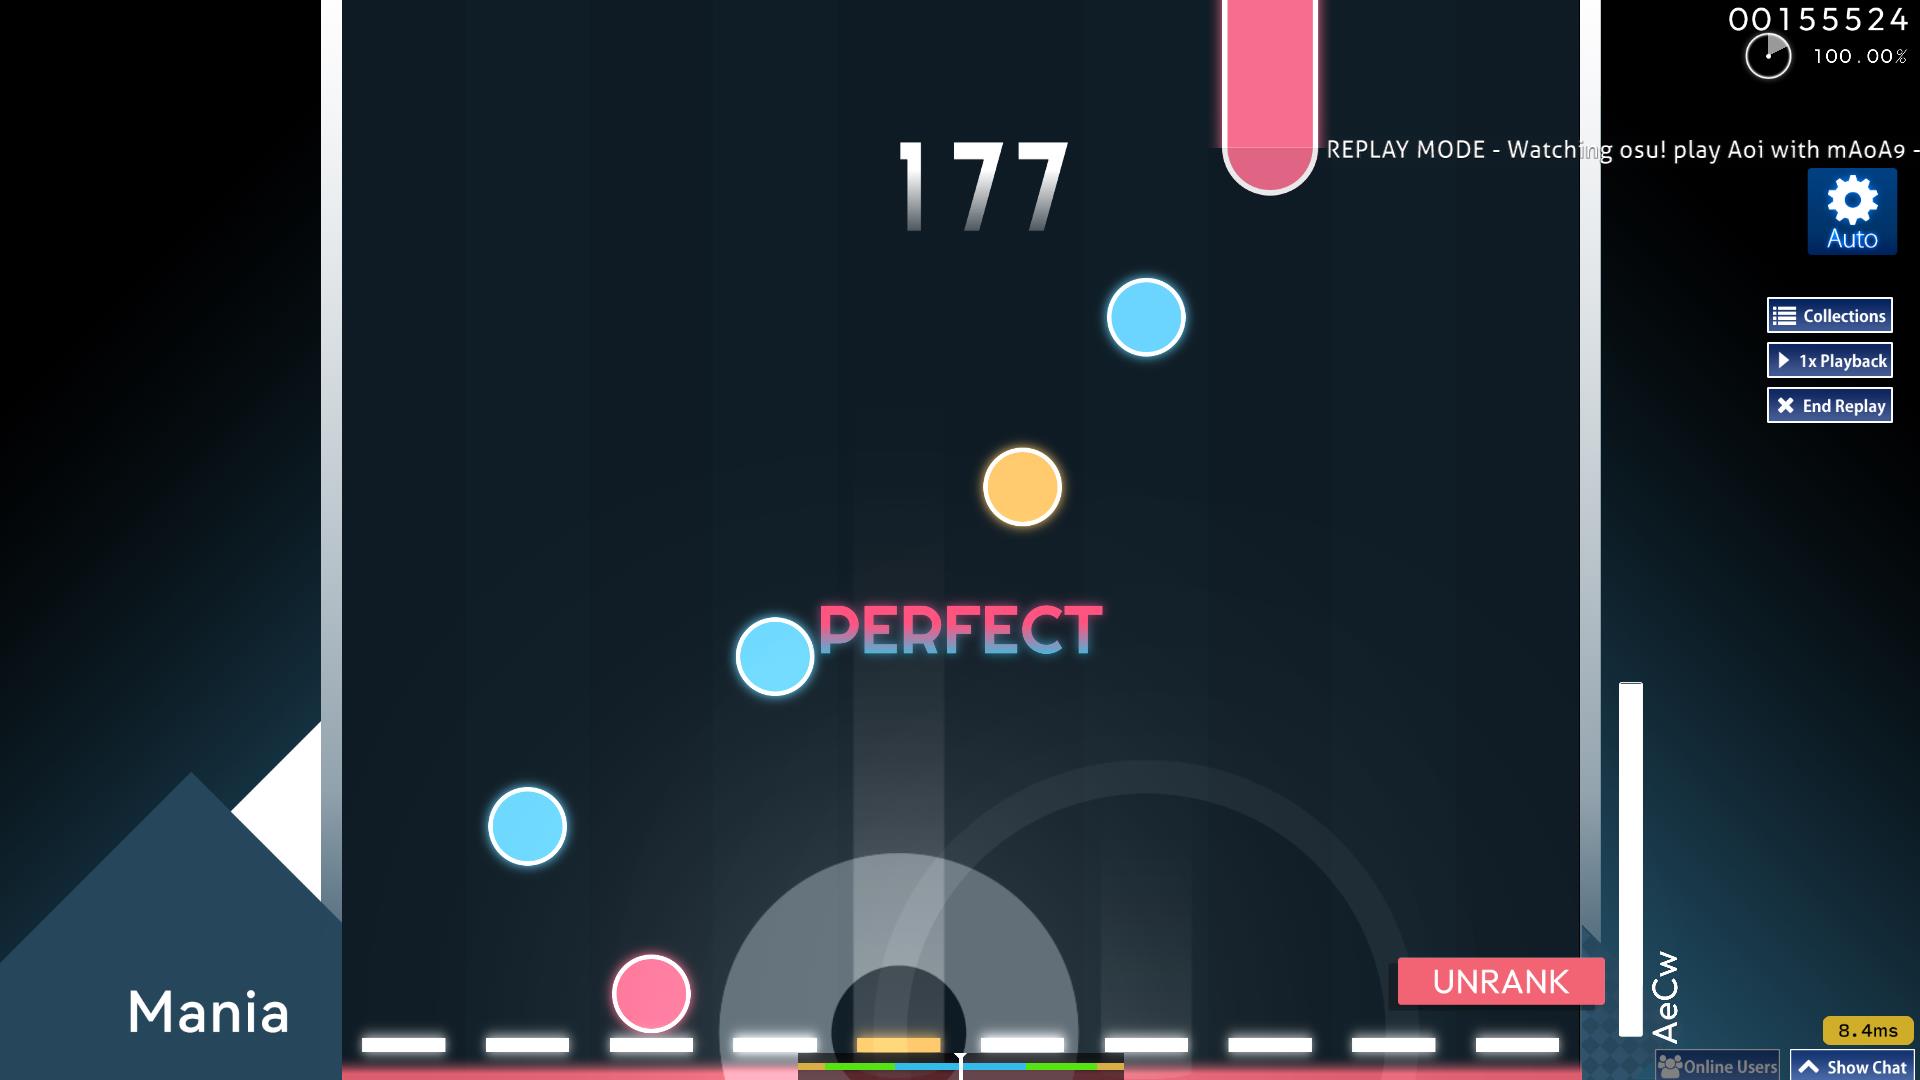 00155524
100.00%
177
REPLAY MODE - Watching osu! play Aoi with mAoA9 -
Auto
Collections
1x Playback
End Replay
PERFECT
UNRANK
AeCw
Mania
8.4ms
Online Users
Show Chat